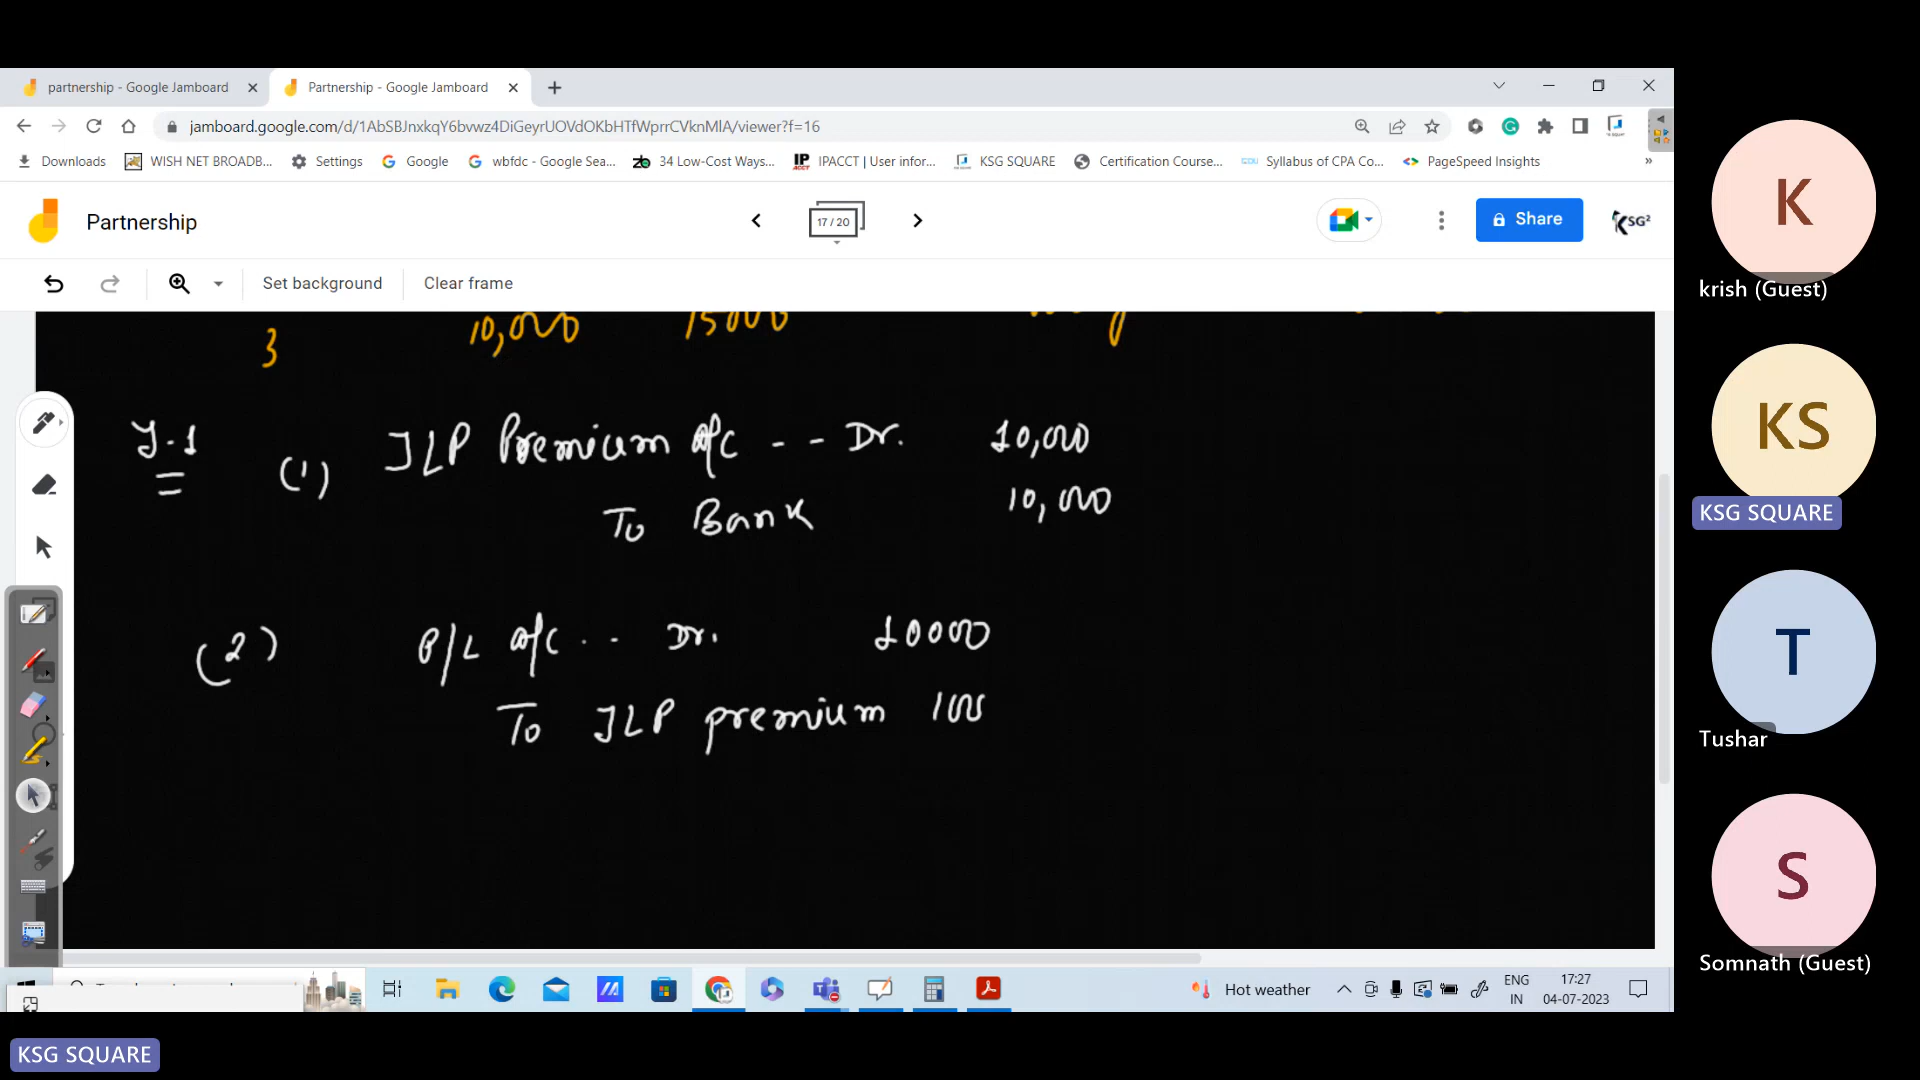 partnership - Google Jamboard
Partnership - Google Jamboard
jamboard.google.com/d/1AbSBJnxkqY6bvwz4DiGeyrUOVdOKbHTfWprrCVknMlA/viewer?f=16
Downloads WISH NET BROADB... Settings Google wbfdc - Google Sea... 34 Low-Cost Ways... IPACCT | User infor... KSG SQUARE Certification Course... Syllabus of CPA Co... PageSpeed Insights »
Partnership
17 / 20
Share
KSG²
Set background
Clear frame
3 10,000 15000
Y-1 (1) JLP Premium A/C - - Dr. 10,000
To Bank 10,000
(2) P/L A/C . . Dr. 10000
To JLP premium 100
K
krish (Guest)
KS
KSG SQUARE
T
Tushar
S
Somnath (Guest)
Hot weather
ENG
IN
17:27
04-07-2023
KSG SQUARE